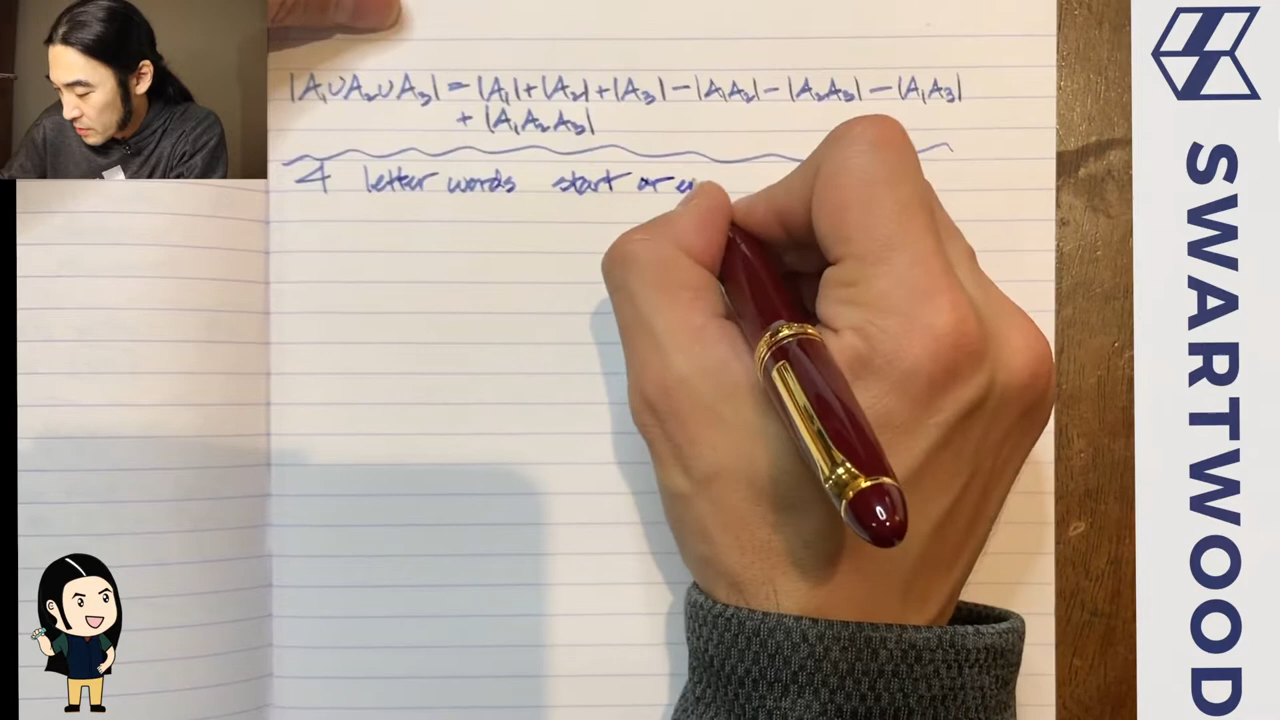 |A₁∪A₂∪A₃| = |A₁|+|A₂|+|A₃|-|A₁A₂|-|A₂A₃|-|A₁A₃|
+ |A₁A₂A₃|
4 letter words start or
SWARTWOOD